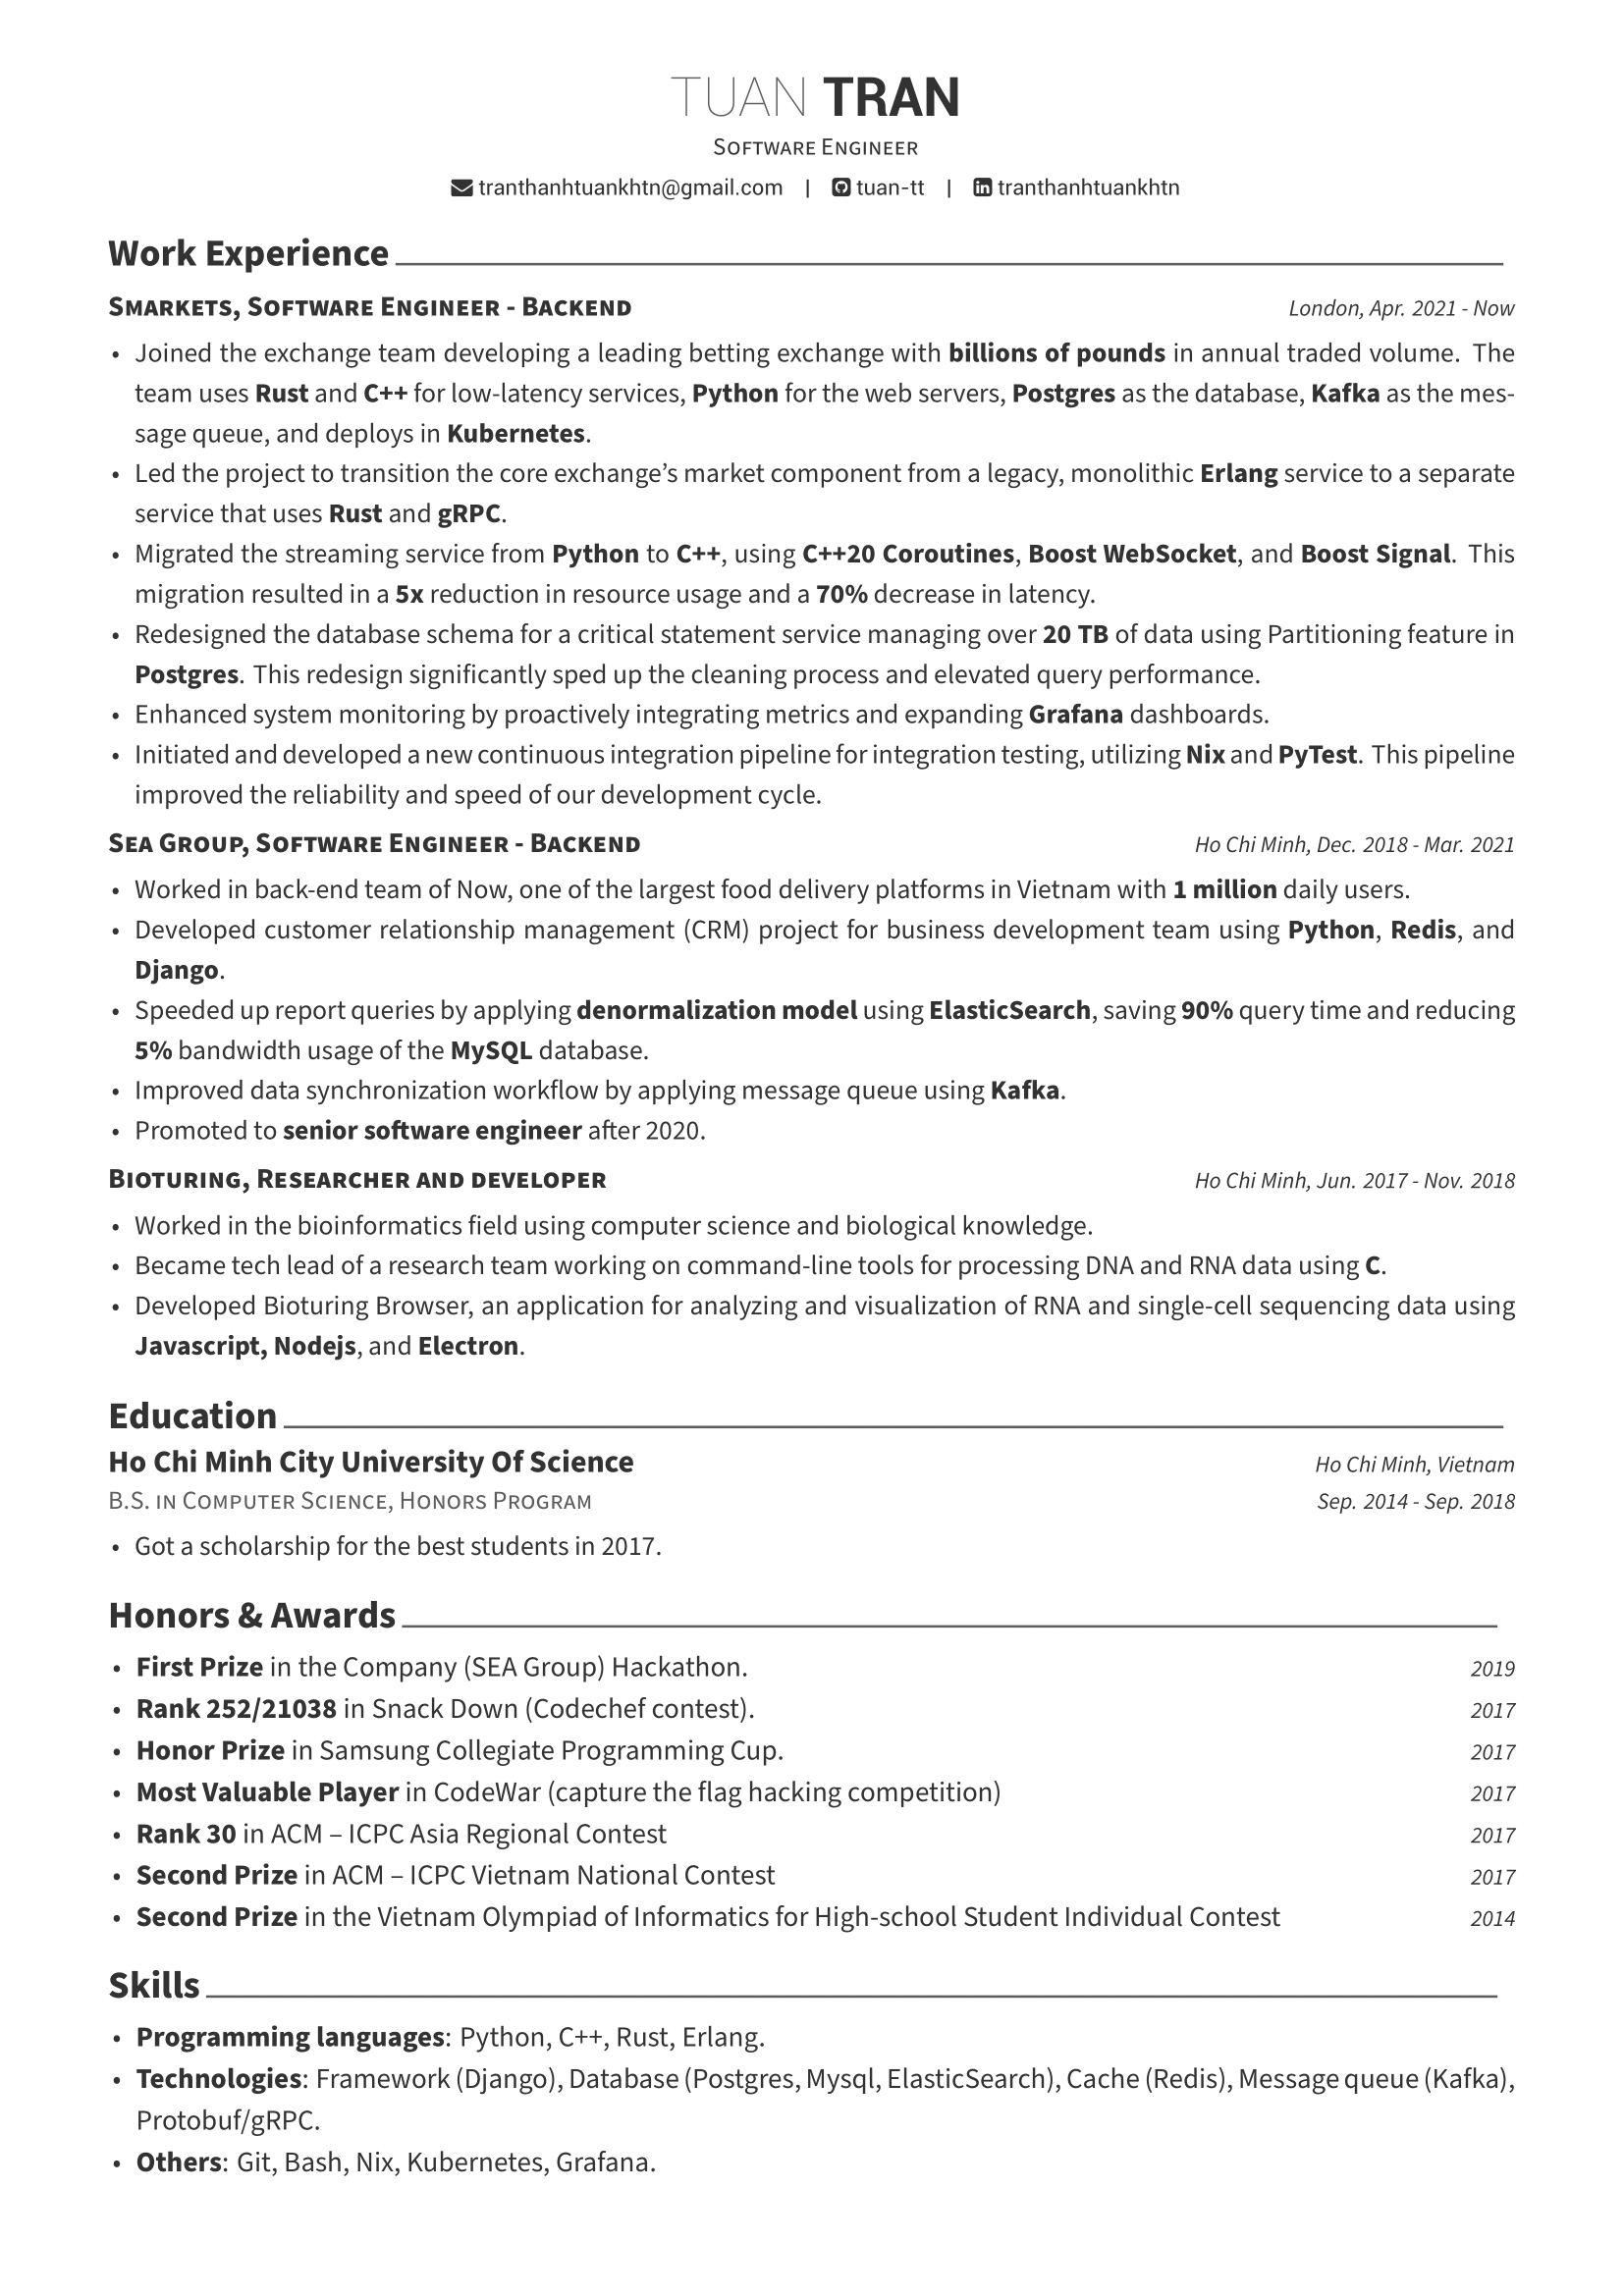 TUAN TRAN
Software Engineer
tranthanhtuankhtn@gmail.com | tuan-tt | tranthanhtuankhtn
Work Experience
Smarkets, Software Engineer - Backend London, Apr. 2021 - Now
• Joined the exchange team developing a leading betting exchange with billions of pounds in annual traded volume. The
team uses Rust and C++ for low-latency services, Python for the web servers, Postgres as the database, Kafka as the mes-
sage queue, and deploys in Kubernetes.
• Led the project to transition the core exchange's market component from a legacy, monolithic Erlang service to a separate
service that uses Rust and gRPC.
• Migrated the streaming service from Python to C++, using C++20 Coroutines, Boost WebSocket, and Boost Signal. This
migration resulted in a 5x reduction in resource usage and a 70% decrease in latency.
• Redesigned the database schema for a critical statement service managing over 20 TB of data using Partitioning feature in
Postgres. This redesign significantly sped up the cleaning process and elevated query performance.
• Enhanced system monitoring by proactively integrating metrics and expanding Grafana dashboards.
• Initiated and developed a new continuous integration pipeline for integration testing, utilizing Nix and PyTest. This pipeline
improved the reliability and speed of our development cycle.
Sea Group, Software Engineer - Backend Ho Chi Minh, Dec. 2018 - Mar. 2021
• Worked in back-end team of Now, one of the largest food delivery platforms in Vietnam with 1 million daily users.
• Developed customer relationship management (CRM) project for business development team using Python, Redis, and
Django.
• Speeded up report queries by applying denormalization model using ElasticSearch, saving 90% query time and reducing
5% bandwidth usage of the MySQL database.
• Improved data synchronization workflow by applying message queue using Kafka.
• Promoted to senior software engineer after 2020.
Bioturing, Researcher and developer Ho Chi Minh, Jun. 2017 - Nov. 2018
• Worked in the bioinformatics field using computer science and biological knowledge.
• Became tech lead of a research team working on command-line tools for processing DNA and RNA data using C.
• Developed Bioturing Browser, an application for analyzing and visualization of RNA and single-cell sequencing data using
Javascript, Nodejs, and Electron.
Education
Ho Chi Minh City University Of Science Ho Chi Minh, Vietnam
B.S. in Computer Science, Honors Program Sep. 2014 - Sep. 2018
• Got a scholarship for the best students in 2017.
Honors & Awards
• First Prize in the Company (SEA Group) Hackathon. 2019
• Rank 252/21038 in Snack Down (Codechef contest). 2017
• Honor Prize in Samsung Collegiate Programming Cup. 2017
• Most Valuable Player in CodeWar (capture the flag hacking competition) 2017
• Rank 30 in ACM – ICPC Asia Regional Contest 2017
• Second Prize in ACM – ICPC Vietnam National Contest 2017
• Second Prize in the Vietnam Olympiad of Informatics for High-school Student Individual Contest 2014
Skills
• Programming languages: Python, C++, Rust, Erlang.
• Technologies: Framework (Django), Database (Postgres, Mysql, ElasticSearch), Cache (Redis), Message queue (Kafka),
Protobuf/gRPC.
• Others: Git, Bash, Nix, Kubernetes, Grafana.